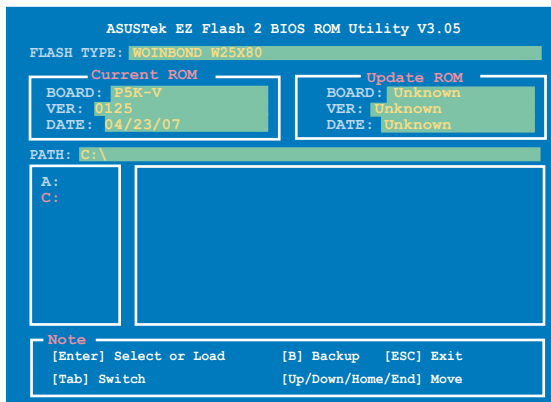 ASUSTek EZ Flash 2 BIOS ROM Utility V3.05
FLASH TYPE: WOINBOND W25X80
Current ROM
BOARD: P5K-V
VER: 0125
DATE: 04/23/07
Update ROM
BOARD: Unknown
VER: Unknown
DATE: Unknown
PATH: C:\
A:
C:
Note
[Enter] Select or Load [B] Backup [ESC] Exit
[Tab] Switch [Up/Down/Home/End] Move